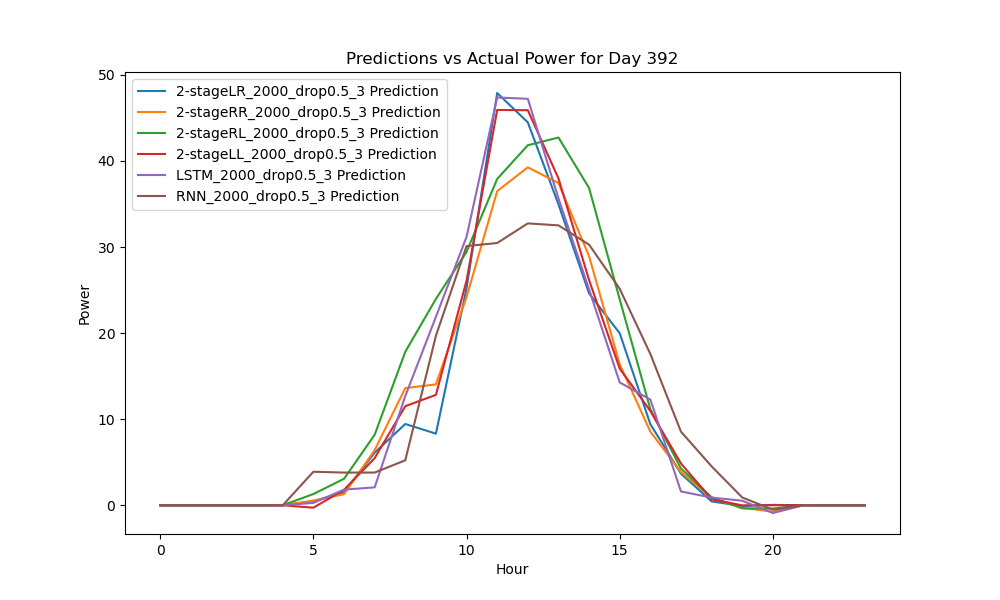 Predictions vs Actual Power for Day 392
2-stageLR_2000_drop0.5_3 Prediction
2-stageRR_2000_drop0.5_3 Prediction
2-stageRL_2000_drop0.5_3 Prediction
2-stageLL_2000_drop0.5_3 Prediction
LSTM_2000_drop0.5_3 Prediction
RNN_2000_drop0.5_3 Prediction
Power
50
40
30
20
10
0
0 5 10 15 20
Hour